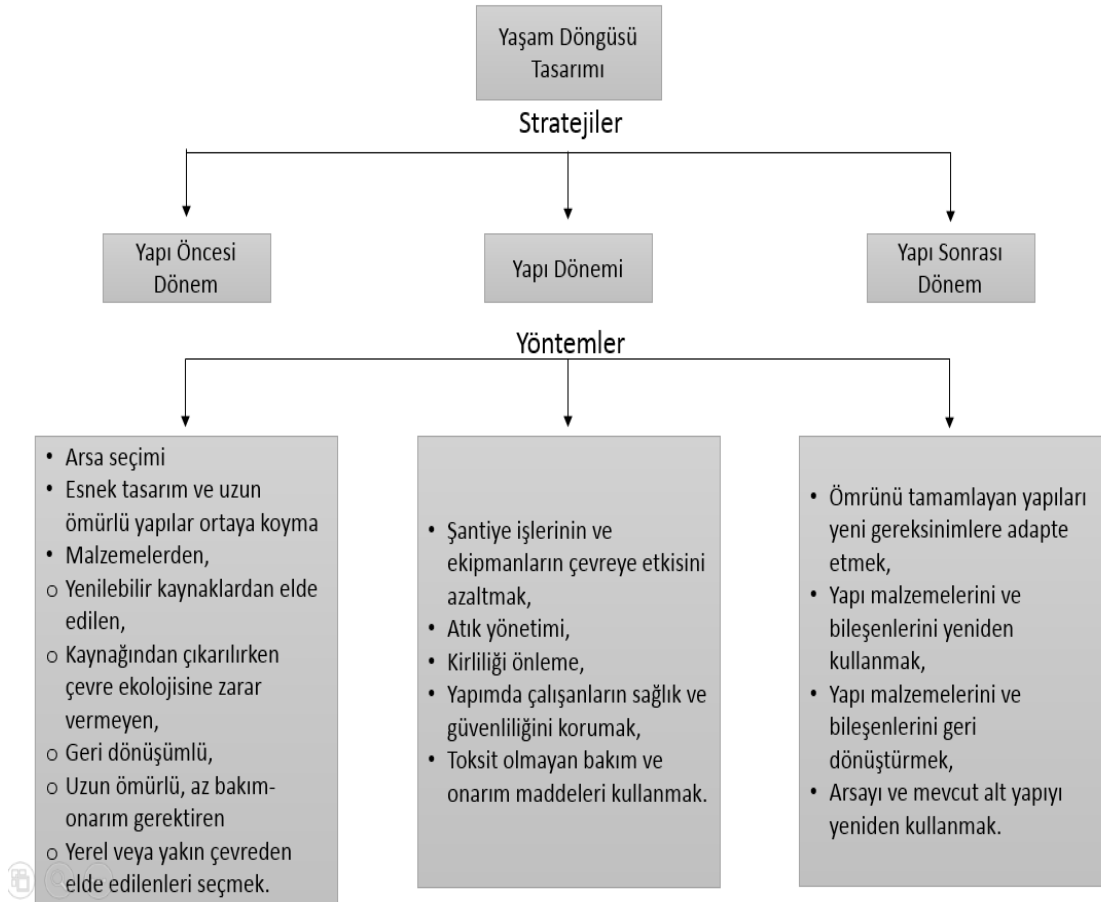 Yaşam Döngüsü
Tasarımı
Stratejiler
Yapı Öncesi
Dönem
Yapı Dönemi
Yapı Sonrası
Dönem
Yöntemler
• Arsa seçimi
• Esnek tasarım ve uzun
ömürlü yapılar ortaya koyma
• Malzemelerden,
o Yenilebilir kaynaklardan elde
edilen,
o Kaynağından çıkarılırken
çevre ekolojisine zarar
vermeyen,
o Geri dönüşümlü,
o Uzun ömürlü, az bakım-
onarım gerektiren
o Yerel veya yakın çevreden
elde edilenleri seçmek.
• Şantiye işlerinin ve
ekipmanların çevreye etkisini
azaltmak,
• Atık yönetimi,
• Kirliliği önleme,
• Yapımda çalışanların sağlık ve
güvenliliğini korumak,
• Toksit olmayan bakım ve
onarım maddeleri kullanmak.
• Ömrünü tamamlayan yapıları
yeni gereksinimlere adapte
etmek,
• Yapı malzemelerini ve
bileşenlerini yeniden
kullanmak,
• Yapı malzemelerini ve
bileşenlerini geri
dönüştürmek,
• Arsayı ve mevcut alt yapıyı
yeniden kullanmak.